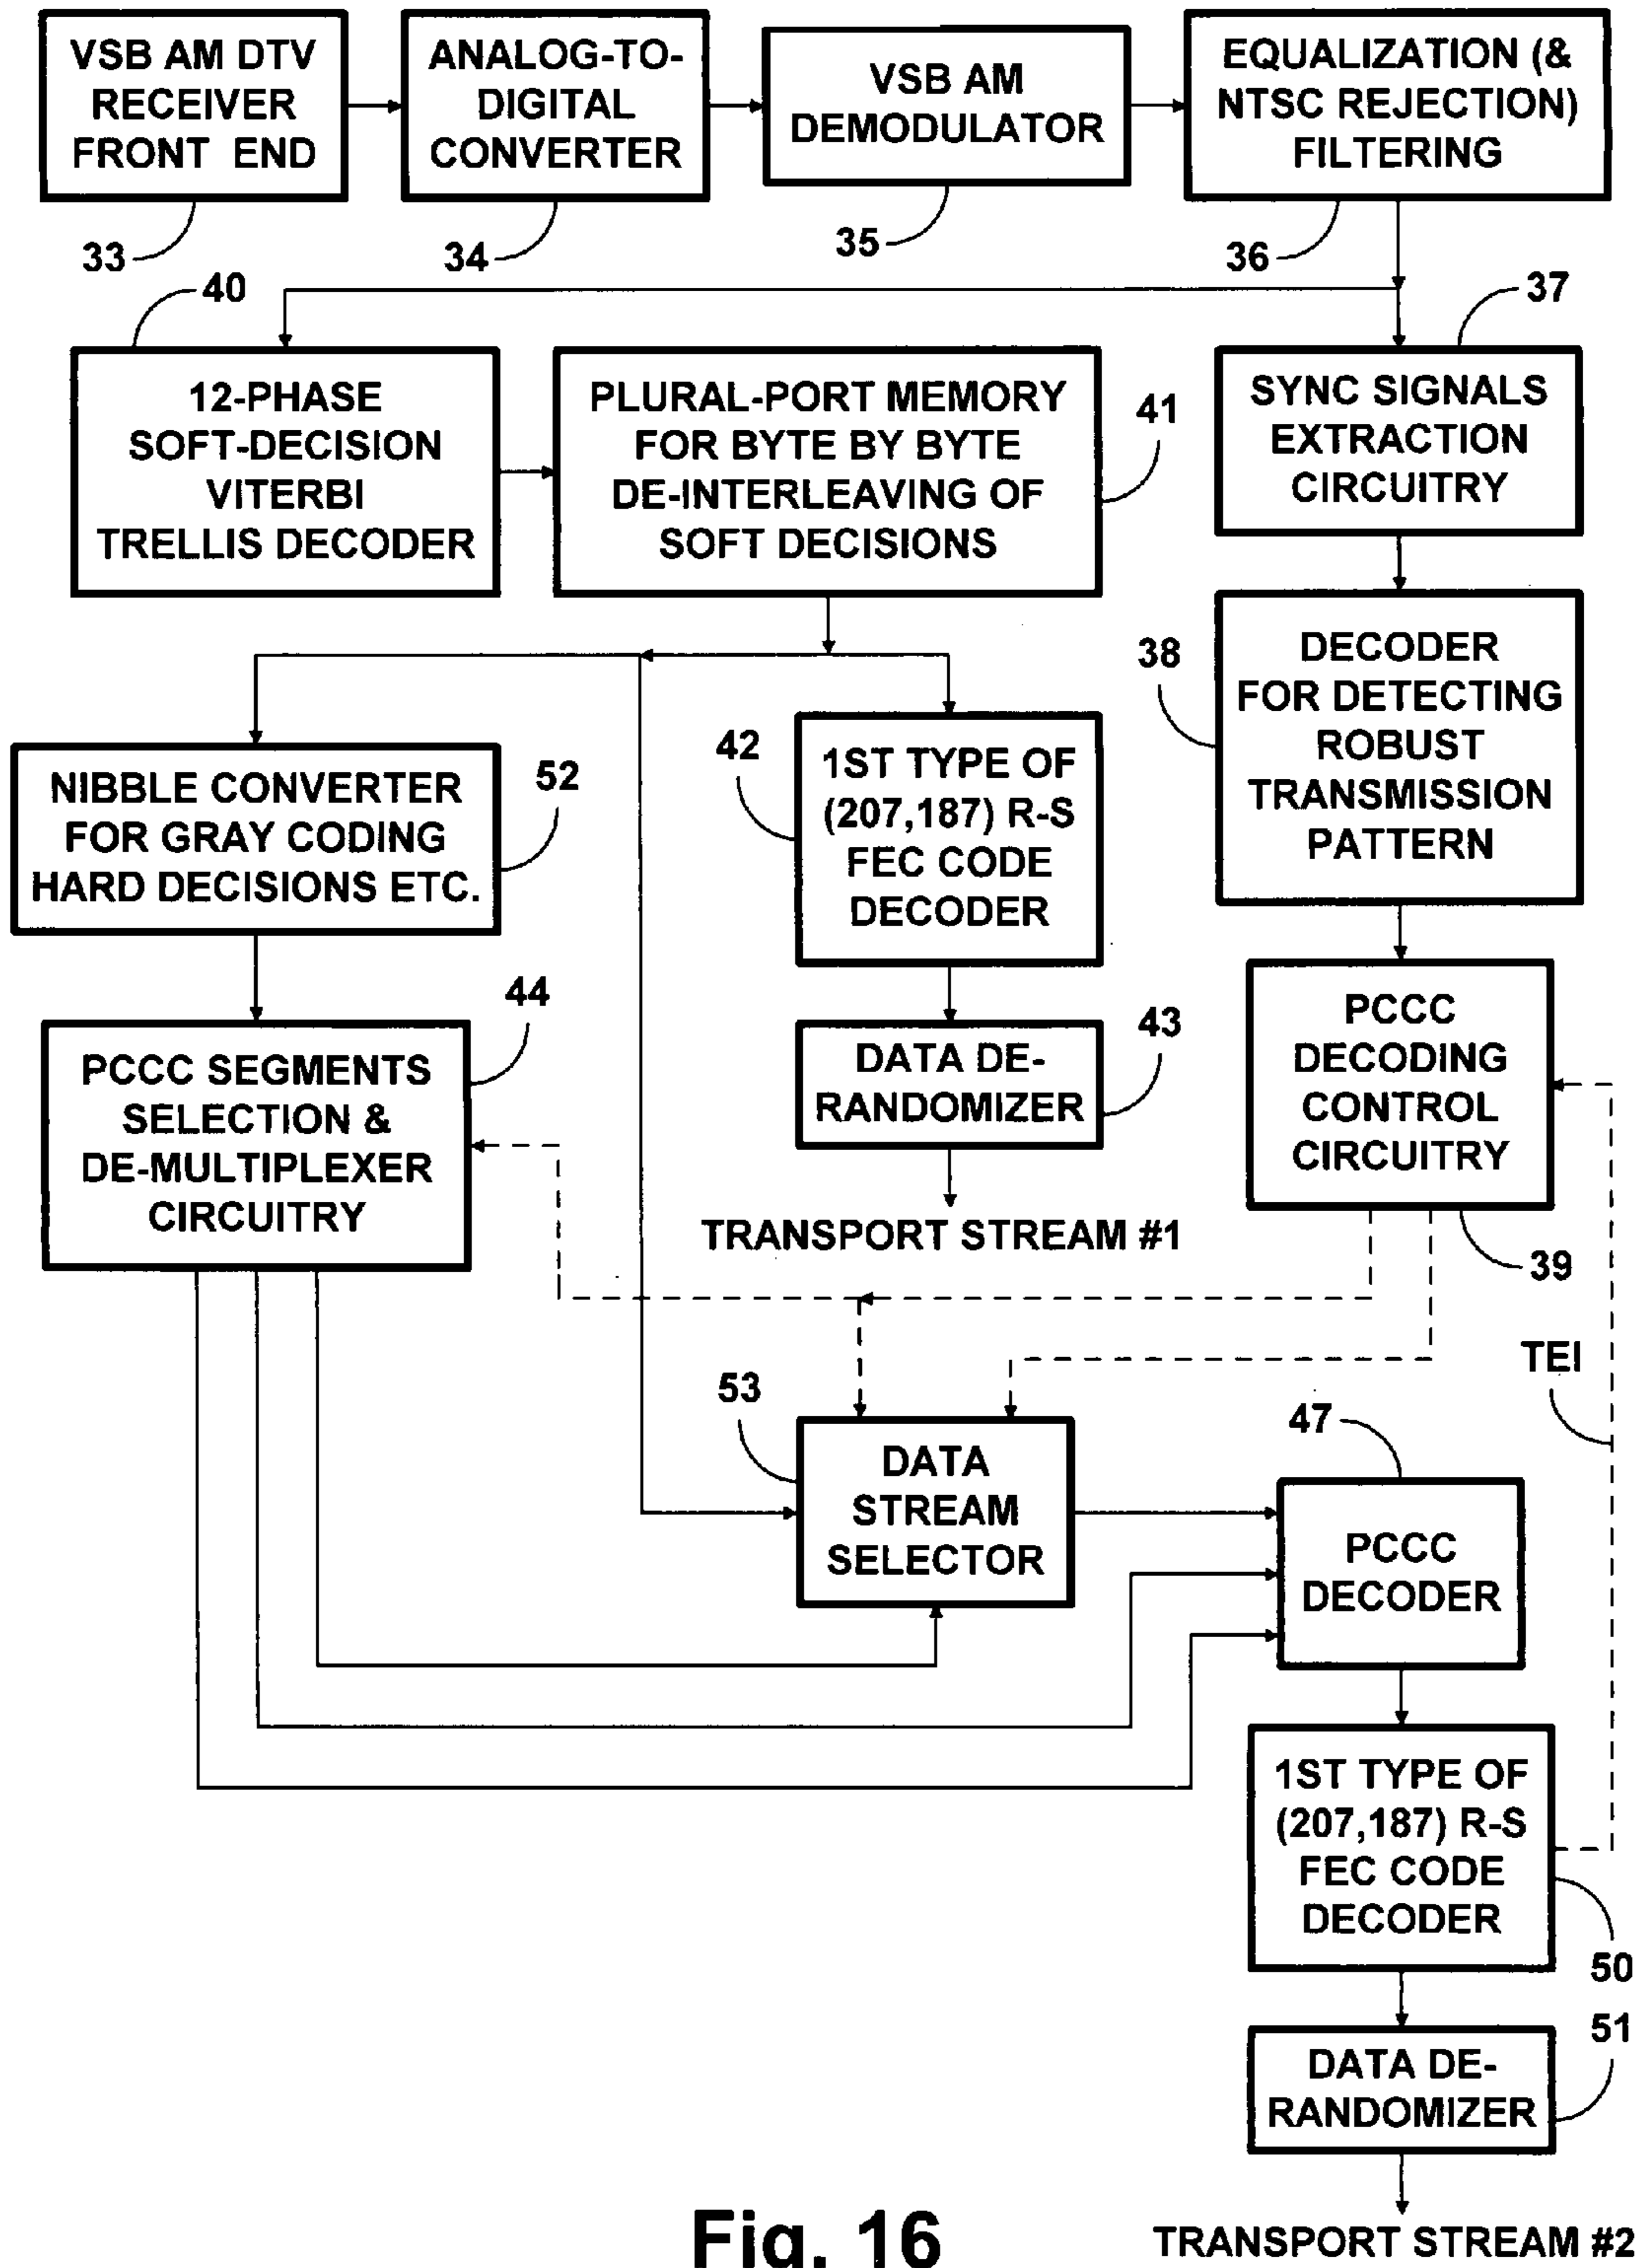 VSB AM DTV
RECEIVER
FRONT END
33
ANALOG-TO-
DIGITAL
CONVERTER
34
VSB AM
DEMODULATOR
35
EQUALIZATION (&
NTSC REJECTION)
FILTERING
36
40
12-PHASE
SOFT-DECISION
VITERBI
TRELLIS DECODER
PLURAL-PORT MEMORY
FOR BYTE BY BYTE
DE-INTERLEAVING OF
SOFT DECISIONS
41
37
SYNC SIGNALS
EXTRACTION
CIRCUITRY
38
DECODER
FOR DETECTING
ROBUST
TRANSMISSION
PATTERN
NIBBLE CONVERTER
FOR GRAY CODING
HARD DECISIONS ETC.
52
42
1ST TYPE OF
(207,187) R-S
FEC CODE
DECODER
44
PCCC SEGMENTS
SELECTION &
DE-MULTIPLEXER
CIRCUITRY
43
DATA DE-
RANDOMIZER
TRANSPORT STREAM #1
PCCC
DECODING
CONTROL
CIRCUITRY
39
TEI
53
DATA
STREAM
SELECTOR
47
PCCC
DECODER
1ST TYPE OF
(207,187) R-S
FEC CODE
DECODER
50
51
DATA DE-
RANDOMIZER
TRANSPORT STREAM #2
Fig. 16